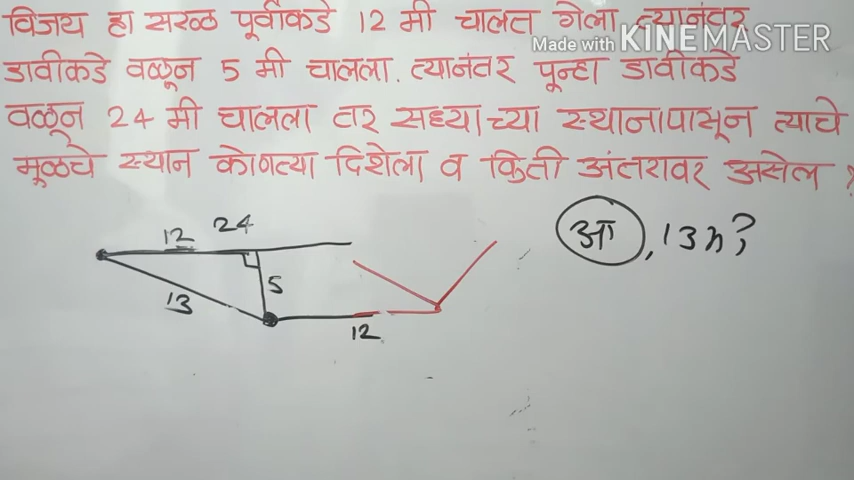 विजय हा सरळ पूर्वीकडे 12 मी चालत गेला त्यानंतर
Made with KINEMASTER
डावीकडे वळून 5 मी चालला. त्यानंतर पून्हा डावीकडे
वळून 24 मी चालला तर सध्याच्या स्थानापासून त्याचे
मूळचे स्थान कोणत्या दिशेला व किती अंतरावर असेल ?
12 24
आ, 13 m?
5
13
12